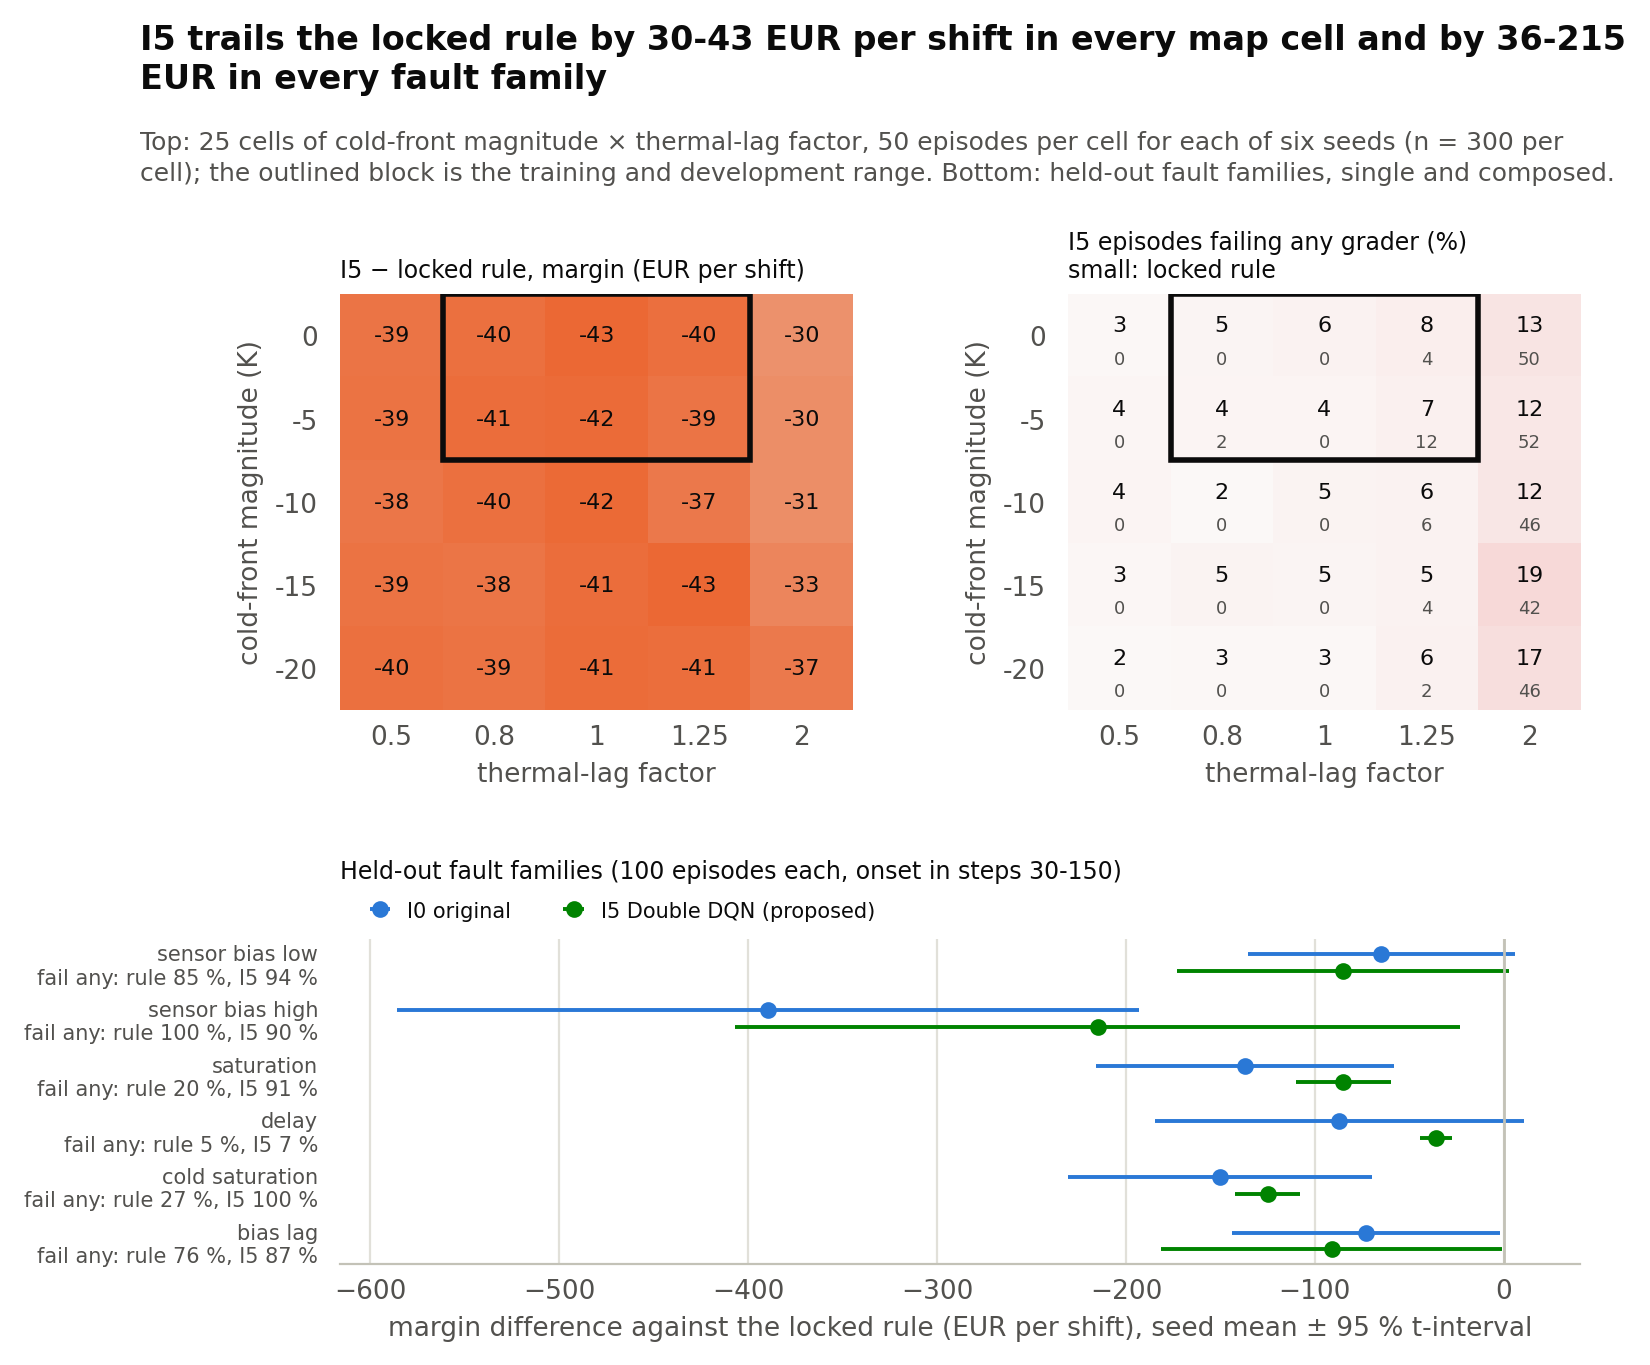 I5 trails the locked rule by 30-43 EUR per shift in every map cell and by 36-215
EUR in every fault family
Top: 25 cells of cold-front magnitude × thermal-lag factor, 50 episodes per cell for each of six seeds (n = 300 per
cell); the outlined block is the training and development range. Bottom: held-out fault families, single and composed.
I5 − locked rule, margin (EUR per shift)
cold-front magnitude (K)
0 -39 -40 -43 -40 -30
-5 -39 -41 -42 -39 -30
-10 -38 -40 -42 -37 -31
-15 -39 -38 -41 -43 -33
-20 -40 -39 -41 -41 -37
0.5 0.8 1 1.25 2
thermal-lag factor
I5 episodes failing any grader (%)
small: locked rule
cold-front magnitude (K)
0 3 5 6 8 13
0 0 0 4 50
-5 4 4 4 7 12
0 2 0 12 52
-10 4 2 5 6 12
0 0 0 6 46
-15 3 5 5 5 19
0 0 0 4 42
-20 2 3 3 6 17
0 0 0 2 46
0.5 0.8 1 1.25 2
thermal-lag factor
Held-out fault families (100 episodes each, onset in steps 30-150)
I0 original I5 Double DQN (proposed)
sensor bias low
fail any: rule 85 %, I5 94 %
sensor bias high
fail any: rule 100 %, I5 90 %
saturation
fail any: rule 20 %, I5 91 %
delay
fail any: rule 5 %, I5 7 %
cold saturation
fail any: rule 27 %, I5 100 %
bias lag
fail any: rule 76 %, I5 87 %
−600 −500 −400 −300 −200 −100 0
margin difference against the locked rule (EUR per shift), seed mean ± 95 % t-interval